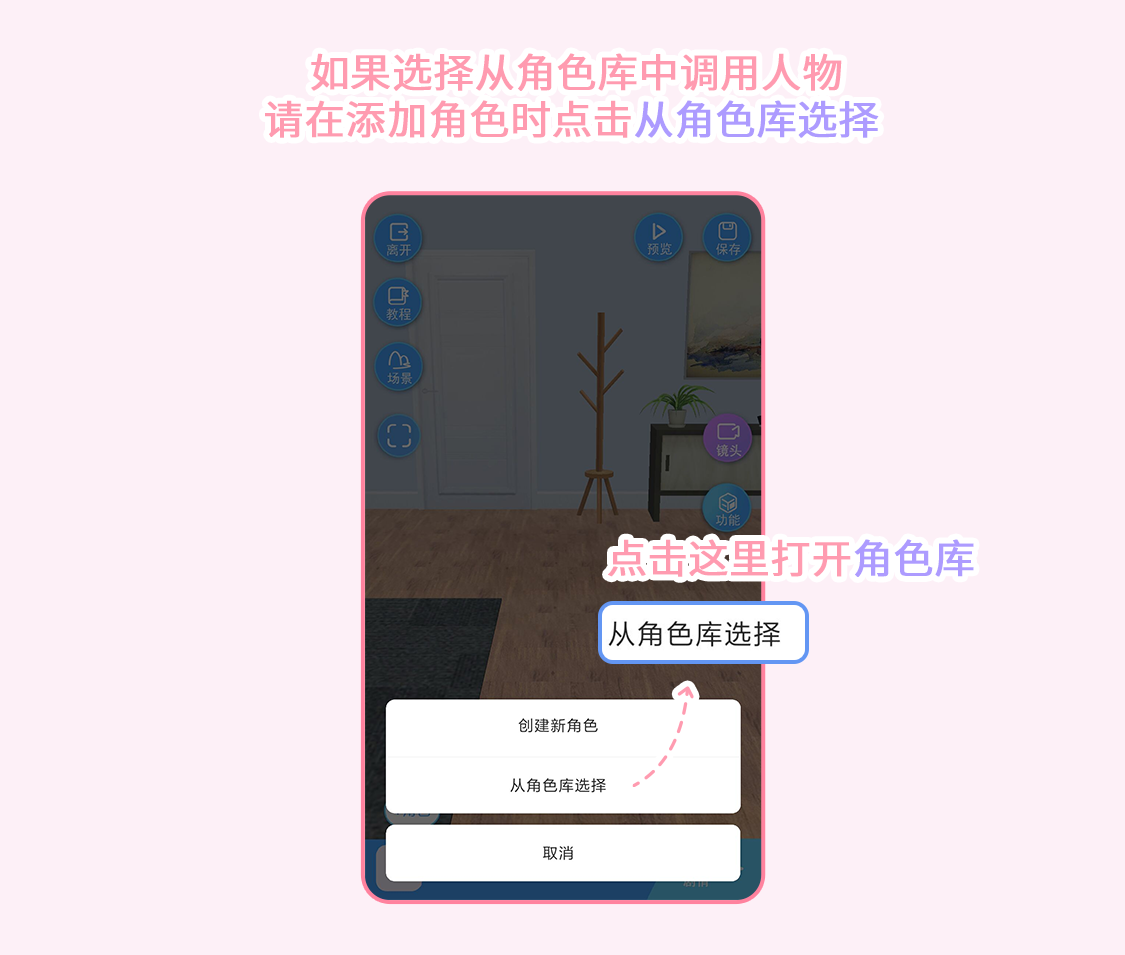 如果选择从角色库中调用人物
请在添加角色时点击从角色库选择
离开
预览
保存
教程
场景
镜头
功能
点击这里打开角色库
从角色库选择
创建新角色
从角色库选择
取消